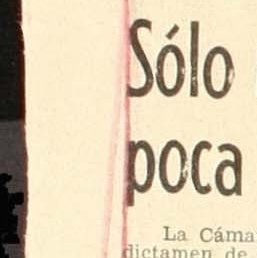 Sólo
poca
La Cáma
dictamen de